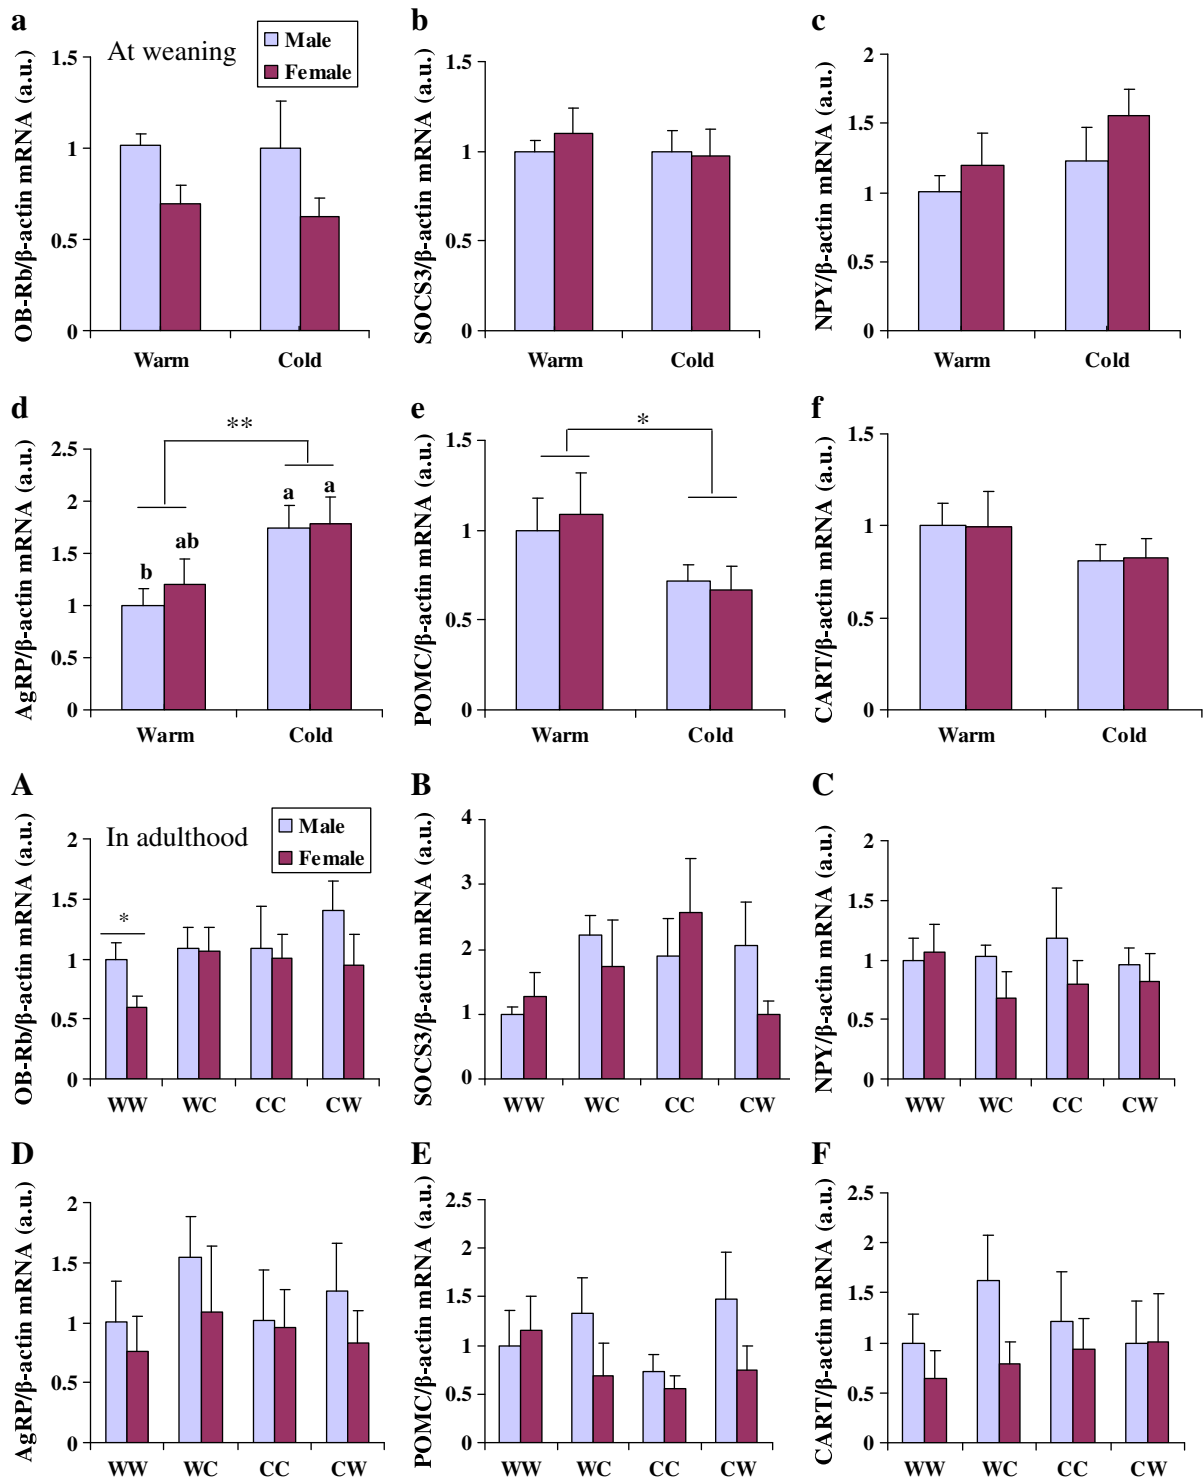 a
OB-Rb/β-actin mRNA (a.u.)
At weaning
Male
Female
1.5
1
0.5
0
Warm Cold
b
SOCS3/β-actin mRNA (a.u.)
1.5
1
0.5
0
Warm Cold
c
NPY/β-actin mRNA (a.u.)
2
1.5
1
0.5
0
Warm Cold
d
AgRP/β-actin mRNA (a.u.)
2.5
2
1.5
1
0.5
0
**
b ab a a
Warm Cold
e
POMC/β-actin mRNA (a.u.)
1.5
1
0.5
0
*
Warm Cold
f
CART/β-actin mRNA (a.u.)
1.5
1
0.5
0
Warm Cold
A
OB-Rb/β-actin mRNA (a.u.)
In adulthood
Male
Female
2
1.5
1
0.5
0
*
WW WC CC CW
B
SOCS3/β-actin mRNA (a.u.)
4
3
2
1
0
WW WC CC CW
C
NPY/β-actin mRNA (a.u.)
2
1.5
1
0.5
0
WW WC CC CW
D
AgRP/β-actin mRNA (a.u.)
2
1.5
1
0.5
0
WW WC CC CW
E
POMC/β-actin mRNA (a.u.)
2.5
2
1.5
1
0.5
0
WW WC CC CW
F
CART/β-actin mRNA (a.u.)
2.5
2
1.5
1
0.5
0
WW WC CC CW